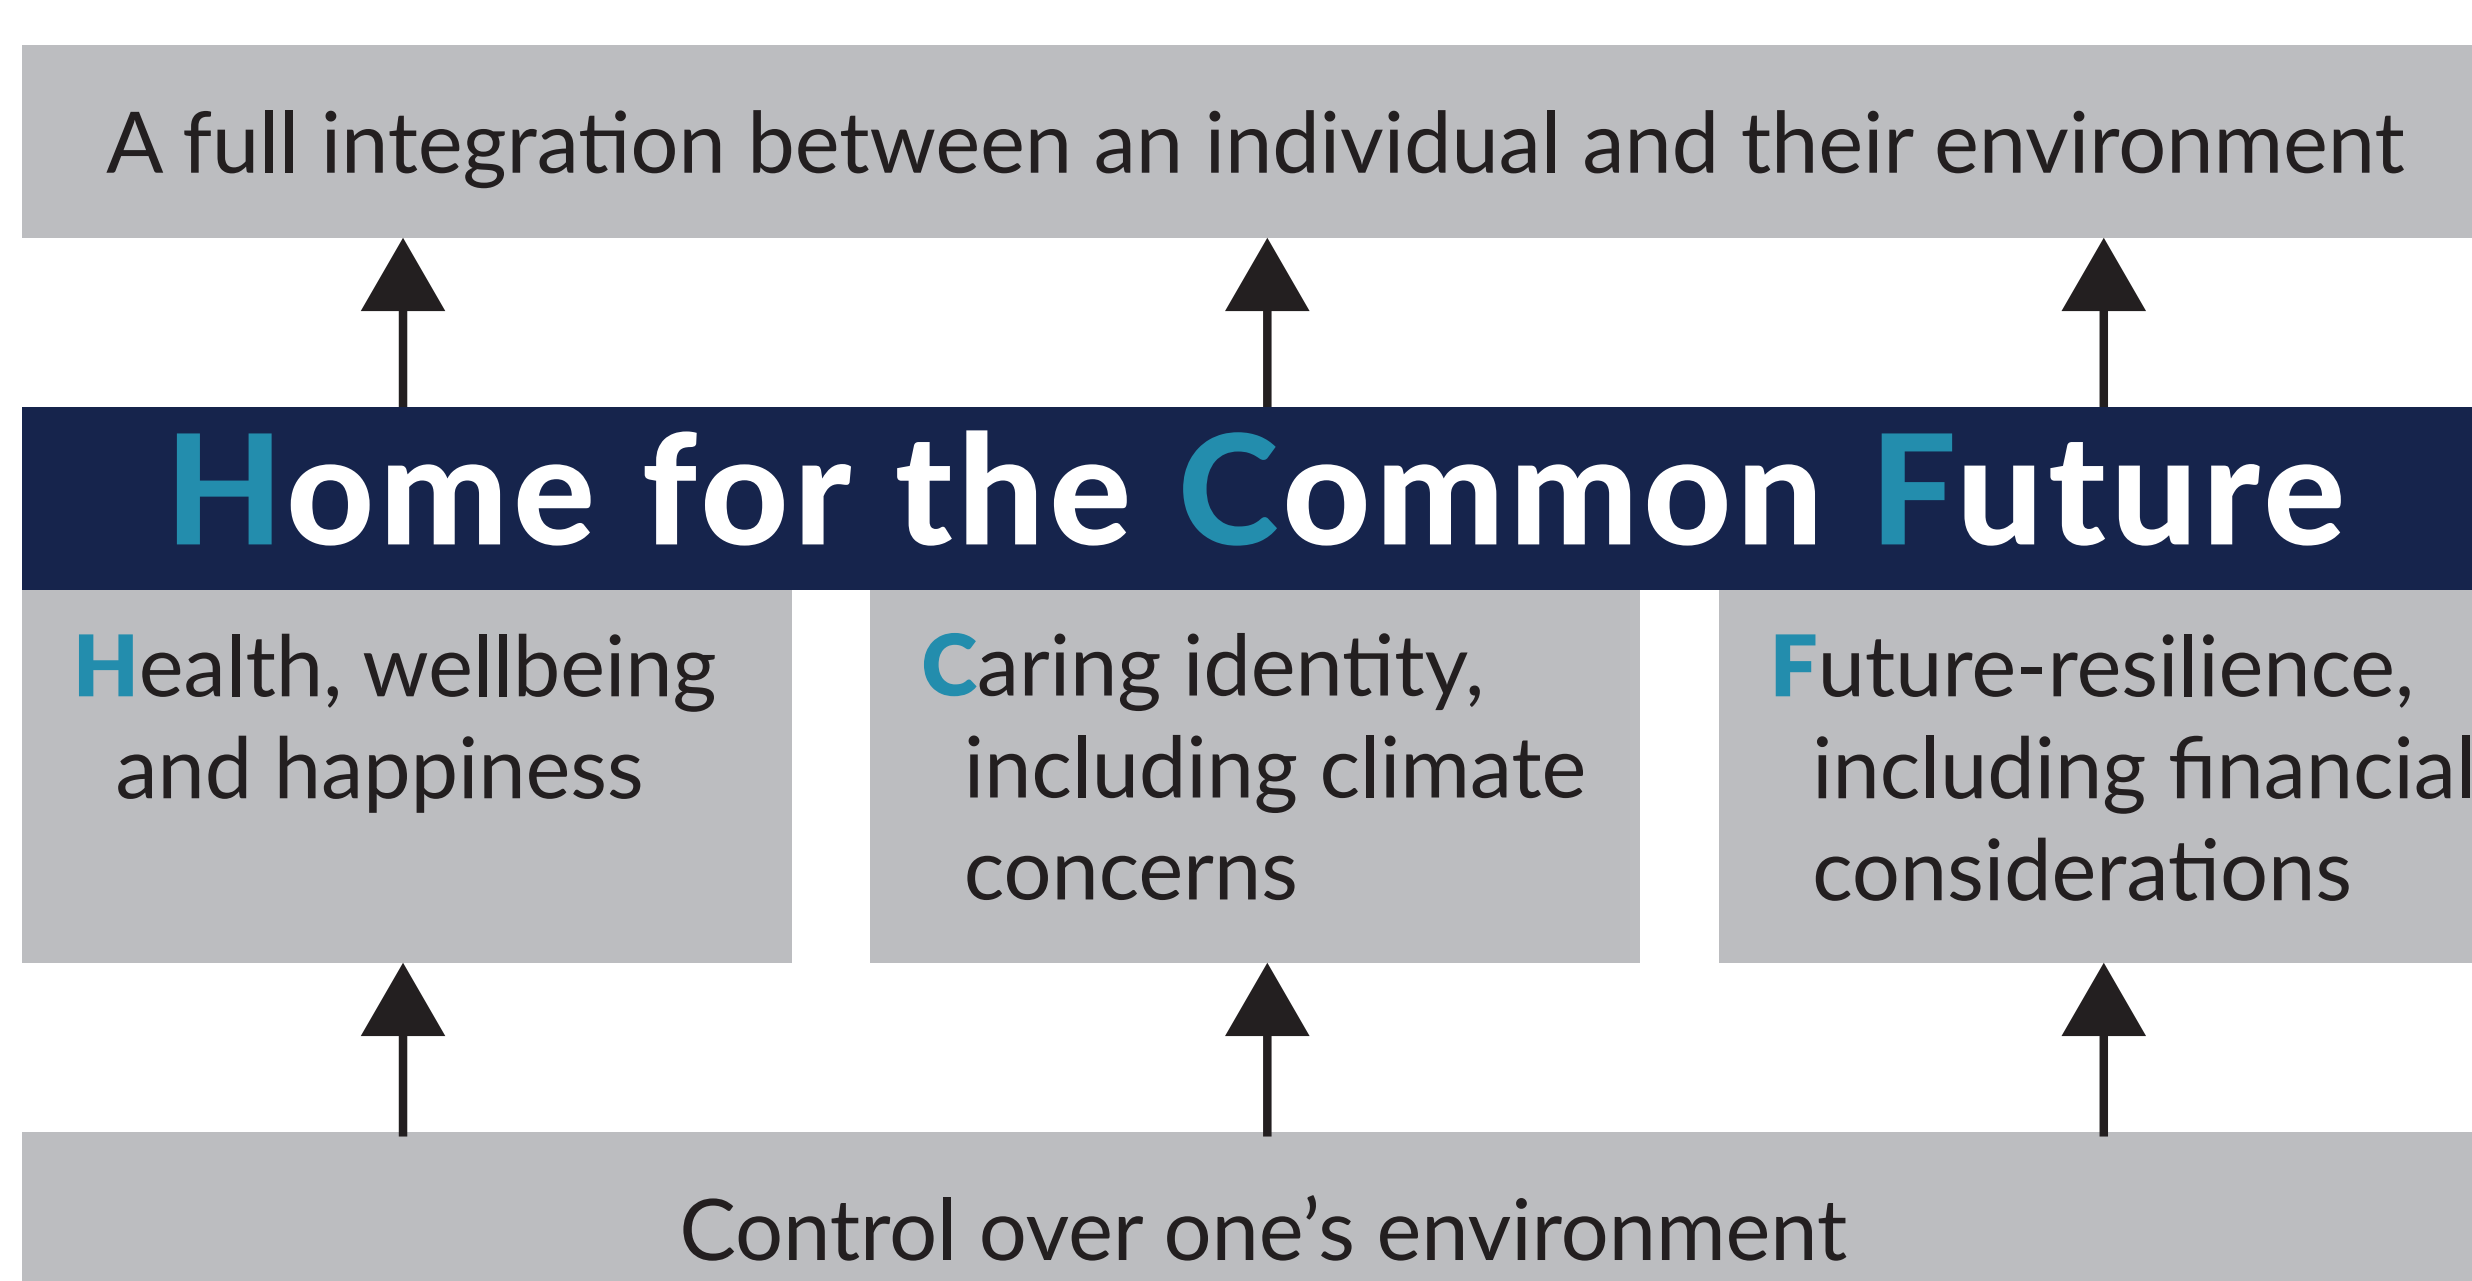 A full integration between an individual and their environment
Home for the Common Future
Health, wellbeing
and happiness
Caring identity,
including climate
concerns
Future-resilience,
including financial
considerations
Control over one’s environment